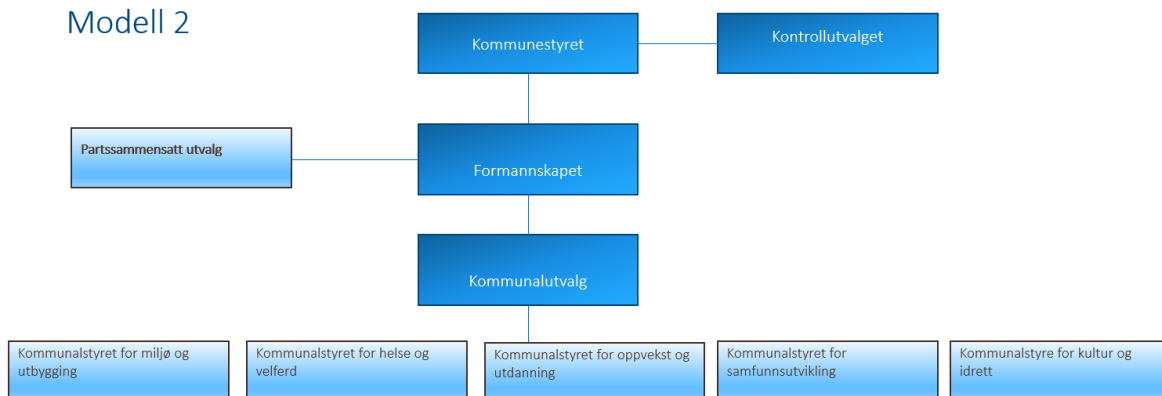 Modell 2
Kommunestyret
Kontrollutvalget
Partssammensatt utvalg
Formannskapet
Kommunalutvalg
Kommunalstyret for miljø og
utbygging
Kommunalstyret for helse og
velferd
Kommunalstyret for oppvekst og
utdanning
Kommunalstyret for
samfunnsutvikling
Kommunalstyre for kultur og
idrett